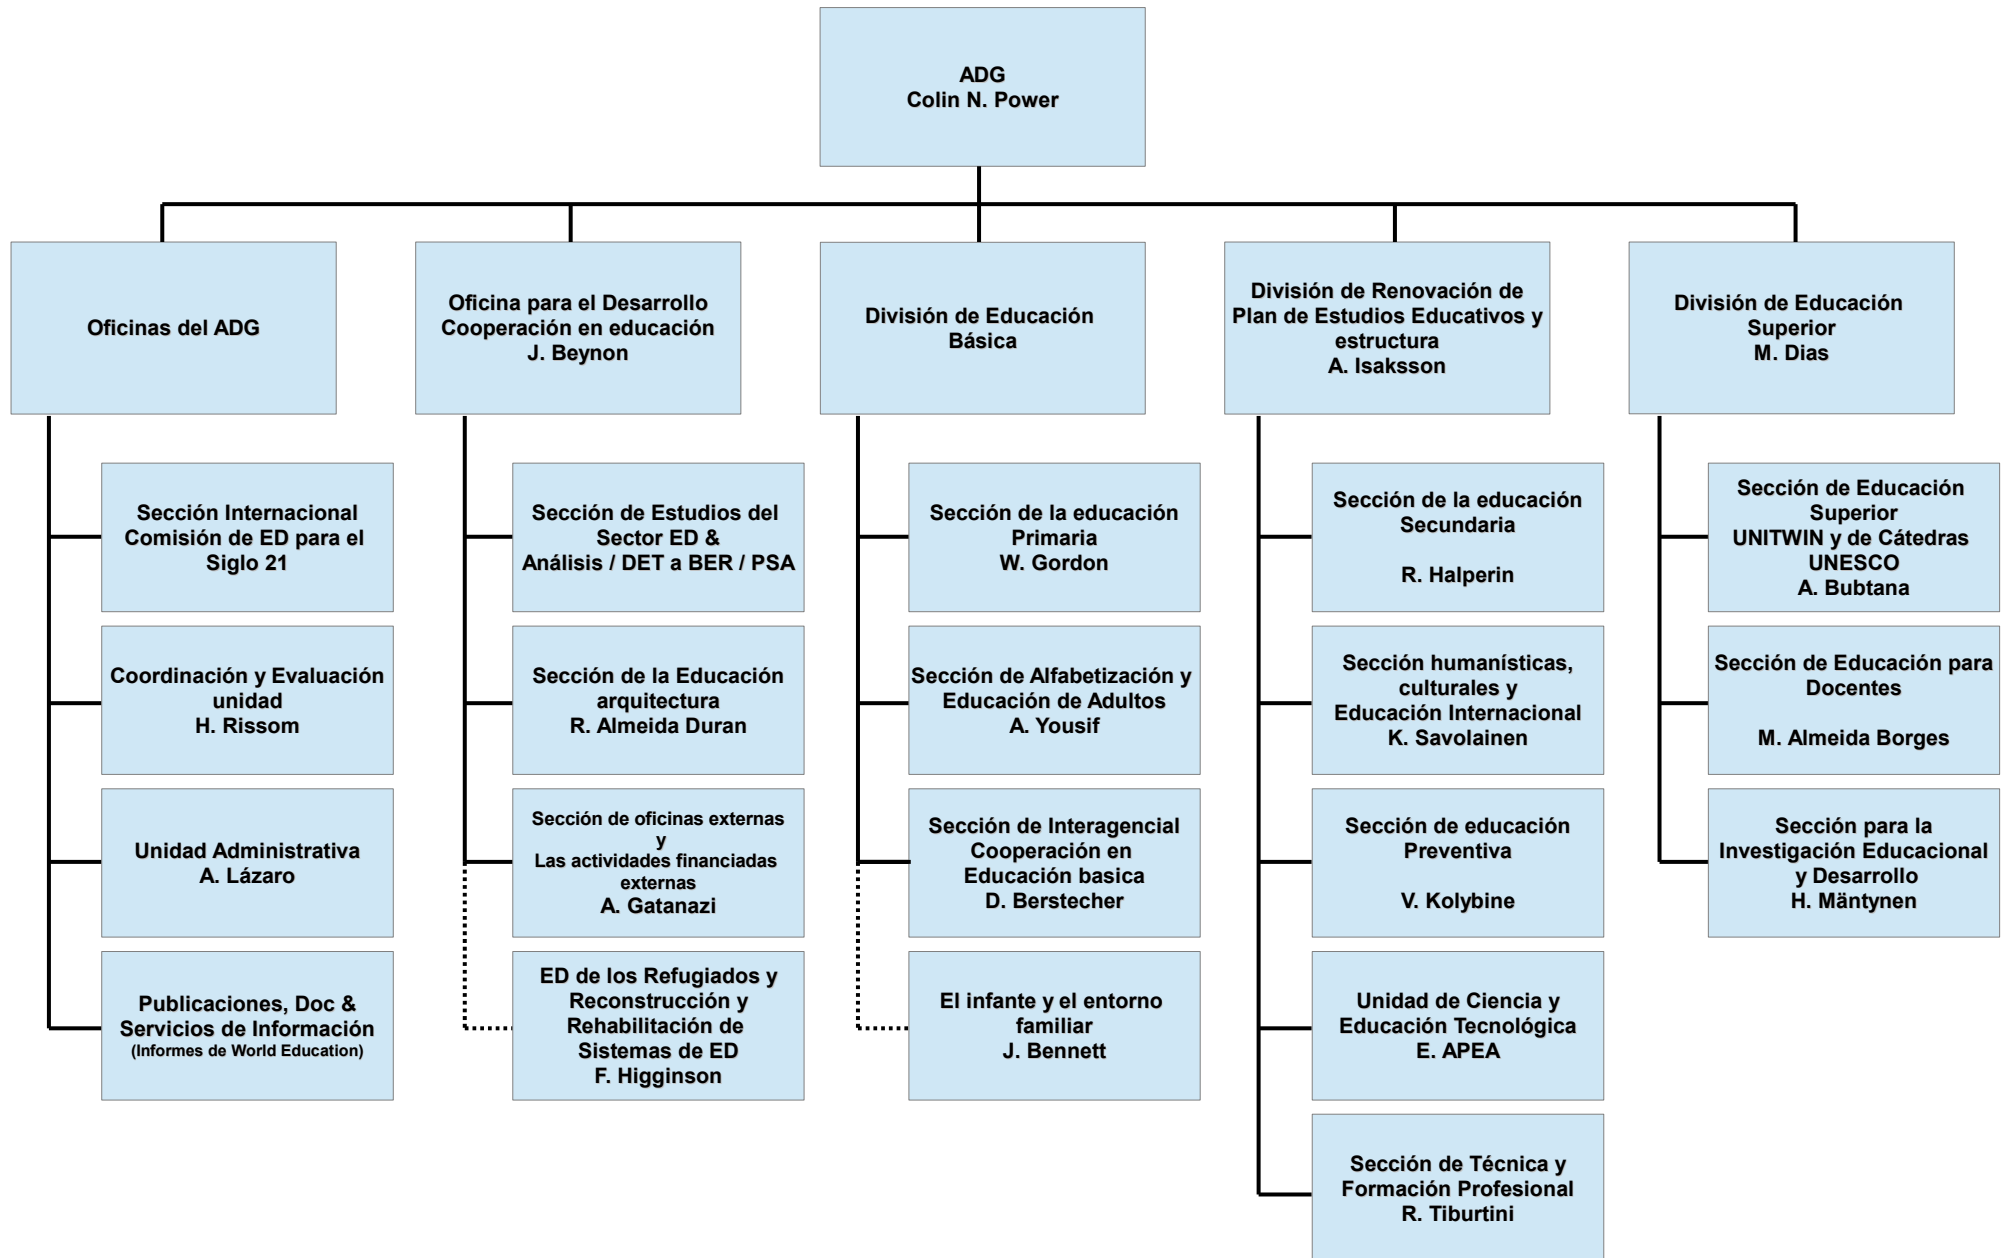 ADG
Colin N. Power
Oficinas del ADG
Oficina para el Desarrollo
Cooperación en educación
J. Beynon
División de Educación
Básica
División de Renovación de
Plan de Estudios Educativos y
estructura
A. Isaksson
División de Educación
Superior
M. Dias
Sección Internacional
Comisión de ED para el
Siglo 21
Coordinación y Evaluación
unidad
H. Rissom
Unidad Administrativa
A. Lázaro
Publicaciones, Doc &
Servicios de Información
(Informes de World Education)
Sección de Estudios del
Sector ED &
Análisis / DET a BER / PSA
Sección de la Educación
arquitectura
R. Almeida Duran
Sección de oficinas externas
y
Las actividades financiadas
externas
A. Gatanazi
ED de los Refugiados y
Reconstrucción y
Rehabilitación de
Sistemas de ED
F. Higginson
Sección de la educación
Primaria
W. Gordon
Sección de Alfabetización y
Educación de Adultos
A. Yousif
Sección de Interagencial
Cooperación en
Educación basica
D. Berstecher
El infante y el entorno
familiar
J. Bennett
Sección de la educación
Secundaria
R. Halperin
Sección humanísticas,
culturales y
Educación Internacional
K. Savolainen
Sección de educación
Preventiva
V. Kolybine
Unidad de Ciencia y
Educación Tecnológica
E. APEA
Sección de Técnica y
Formación Profesional
R. Tiburtini
Sección de Educación
Superior
UNITWIN y de Cátedras
UNESCO
A. Bubtana
Sección de Educación para
Docentes
M. Almeida Borges
Sección para la
Investigación Educacional
y Desarrollo
H. Mäntynen